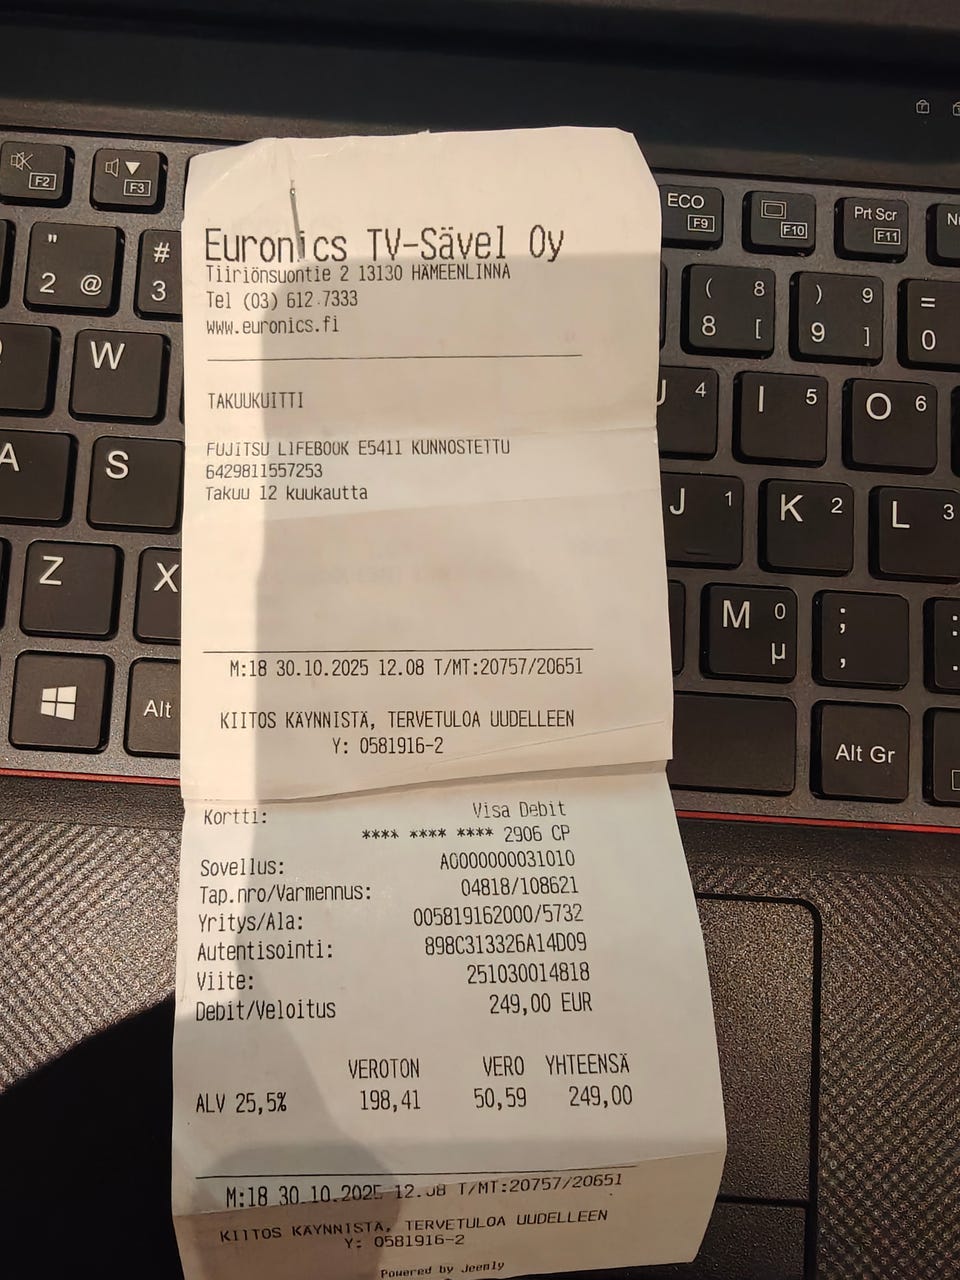 Euronics TV-Sävel Oy
Tiiriönsuontie 2 13130 HÄMEENLINNA
Tel (03) 612 7333
www.euronics.fi
TAKUUKUITTI
FUJITSU LIFEBOOK E5411 KUNNOSTETTU
6429811557253
Takuu 12 kuukautta
M:18 30.10.2025 12.08 T/MT:20757/20651
KIITOS KÄYNNISTÄ, TERVETULOA UUDELLEEN
Y: 0581916-2
Kortti: Visa Debit
**** **** **** 2906 CP
Sovellus: A0000000031010
Tap.nro/Varmennus: 04818/108621
Yritys/Ala: 005819162000/5732
Autentisointi: 898C313326A14D09
Viite: 251030014818
Debit/Veloitus 249,00 EUR
VEROTON VERO YHTEENSÄ
ALV 25,5% 198,41 50,59 249,00
M:18 30.10.2025 12.08 T/MT:20757/20651
KIITOS KÄYNNISTÄ, TERVETULOA UUDELLEEN
Y: 0581916-2
Powered by Jeemly
F2 F3 ECO F9 F10 Prt Scr F11
" 2 @ # 3 ( 8 8 [ ) 9 9 ] = 0
W U 4 I 5 O 6
A S J 1 K 2 L 3
Z X M 0 µ ; , : .
Alt Alt Gr